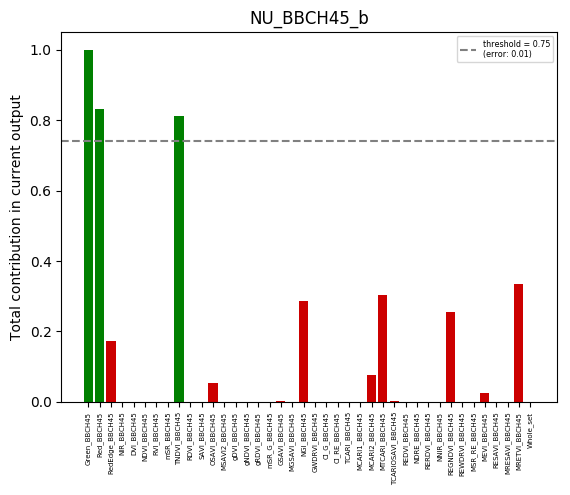 NU_BBCH45_b
threshold = 0.75
(error: 0.01)
Total contribution in current output
1.0
0.8
0.6
0.4
0.2
0.0
Green_BBCH45
Red_BBCH45
RedEdge_BBCH45
NIR_BBCH45
DVI_BBCH45
NDVI_BBCH45
RVI_BBCH45
mSR_BBCH45
TNDVI_BBCH45
RDVI_BBCH45
SAVI_BBCH45
OSAVI_BBCH45
MSAVI2_BBCH45
gDVI_BBCH45
gNDVI_BBCH45
gRDVI_BBCH45
mSR_G_BBCH45
GSAVI_BBCH45
MGSAVI_BBCH45
NGI_BBCH45
GWDRVI_BBCH45
CI_G_BBCH45
CI_RE_BBCH45
TCARI_BBCH45
MCARI1_BBCH45
MCARI2_BBCH45
MTCARI_BBCH45
TCARIOSAVI_BBCH45
REDVI_BBCH45
NDRE_BBCH45
RERDVI_BBCH45
NNIR_BBCH45
REGNDVI_BBCH45
REWDRVI_BBCH45
MSR_RE_BBCH45
MEVI_BBCH45
RESAVI_BBCH45
MRESAVI_BBCH45
MRETVI_BBCH45
Whole_set